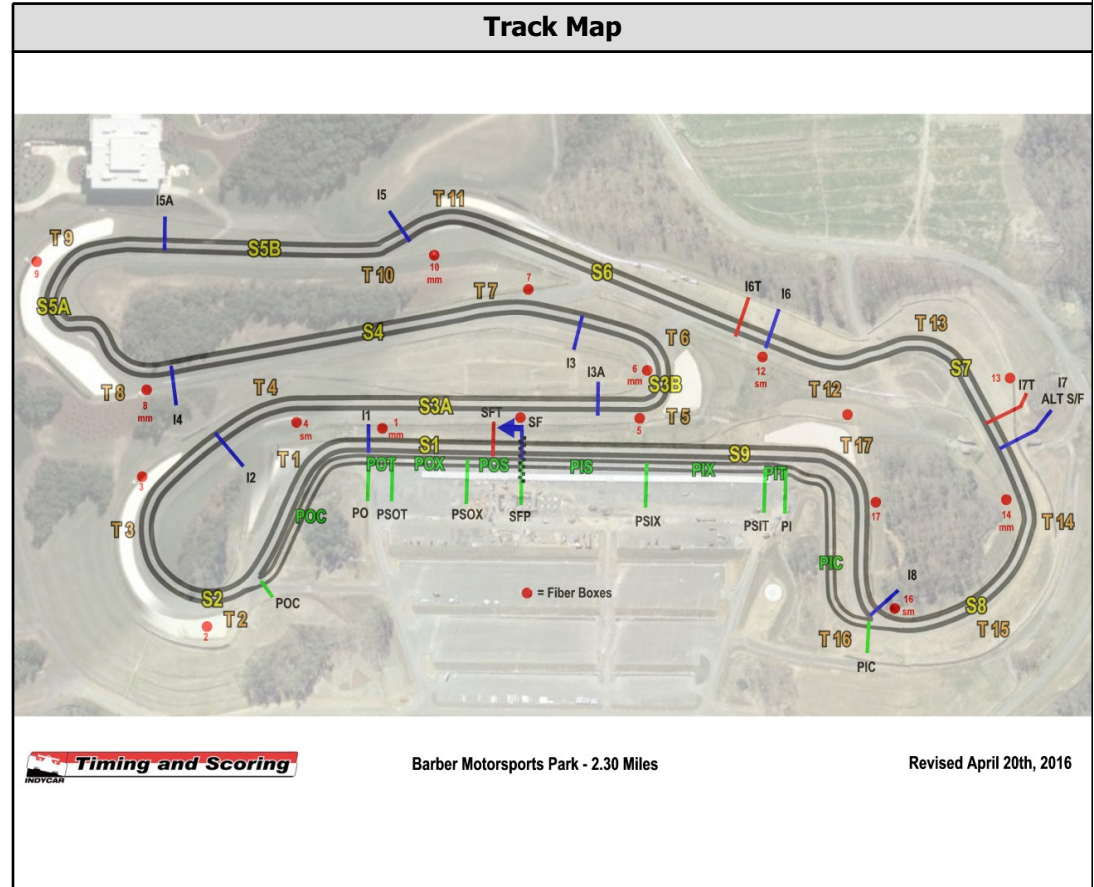 Track Map
I5A
I5
T 11
T 9
S5B
T 10
10
mm
9
7
T 7
S6
I6T
I6
S5A
S4
T 13
T 6
I3
12
sm
S7
13
I7T
I7
ALT S/F
T 8
8
mm
I4
T 4
S3A
I3A
6
mm
S3B
T 5
5
T 12
T 17
4
sm
I1
1
mm
SFT
SF
S1
S9
T 1
I2
POT
POX
POS
PIS
PIX
PIT
3
T 3
POC
PO
PSOT
PSOX
SFP
PSIX
PSIT
PI
17
14
mm
T 14
PIC
I8
16
sm
S8
S2
T 2
2
POC
= Fiber Boxes
T 16
T 15
PIC
INDYCAR
Timing and Scoring
Barber Motorsports Park - 2.30 Miles
Revised April 20th, 2016